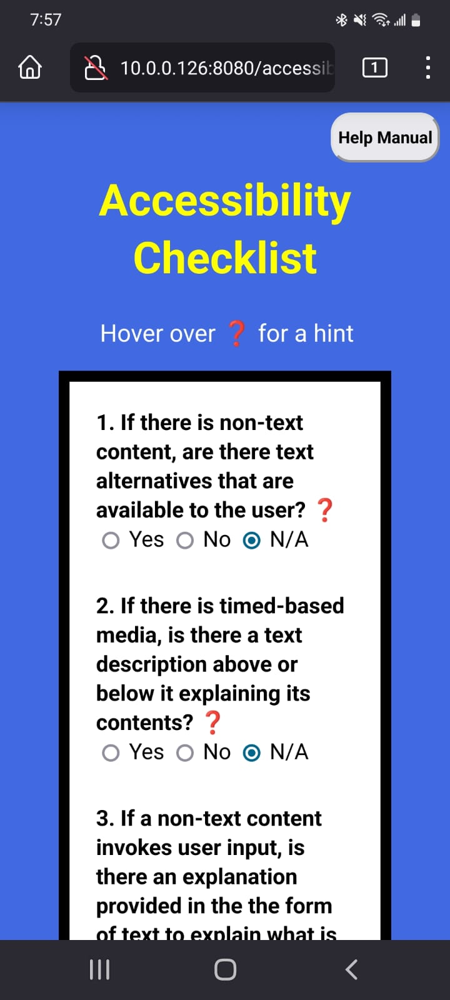 7:57
10.0.0.126:8080/accessib
1
Help Manual
Accessibility
Checklist
Hover over ❓ for a hint
1. If there is non-text
content, are there text
alternatives that are
available to the user? ❓
Yes No N/A
2. If there is timed-based
media, is there a text
description above or
below it explaining its
contents? ❓
Yes No N/A
3. If a non-text content
invokes user input, is
there an explanation
provided in the the form
of text to explain what is